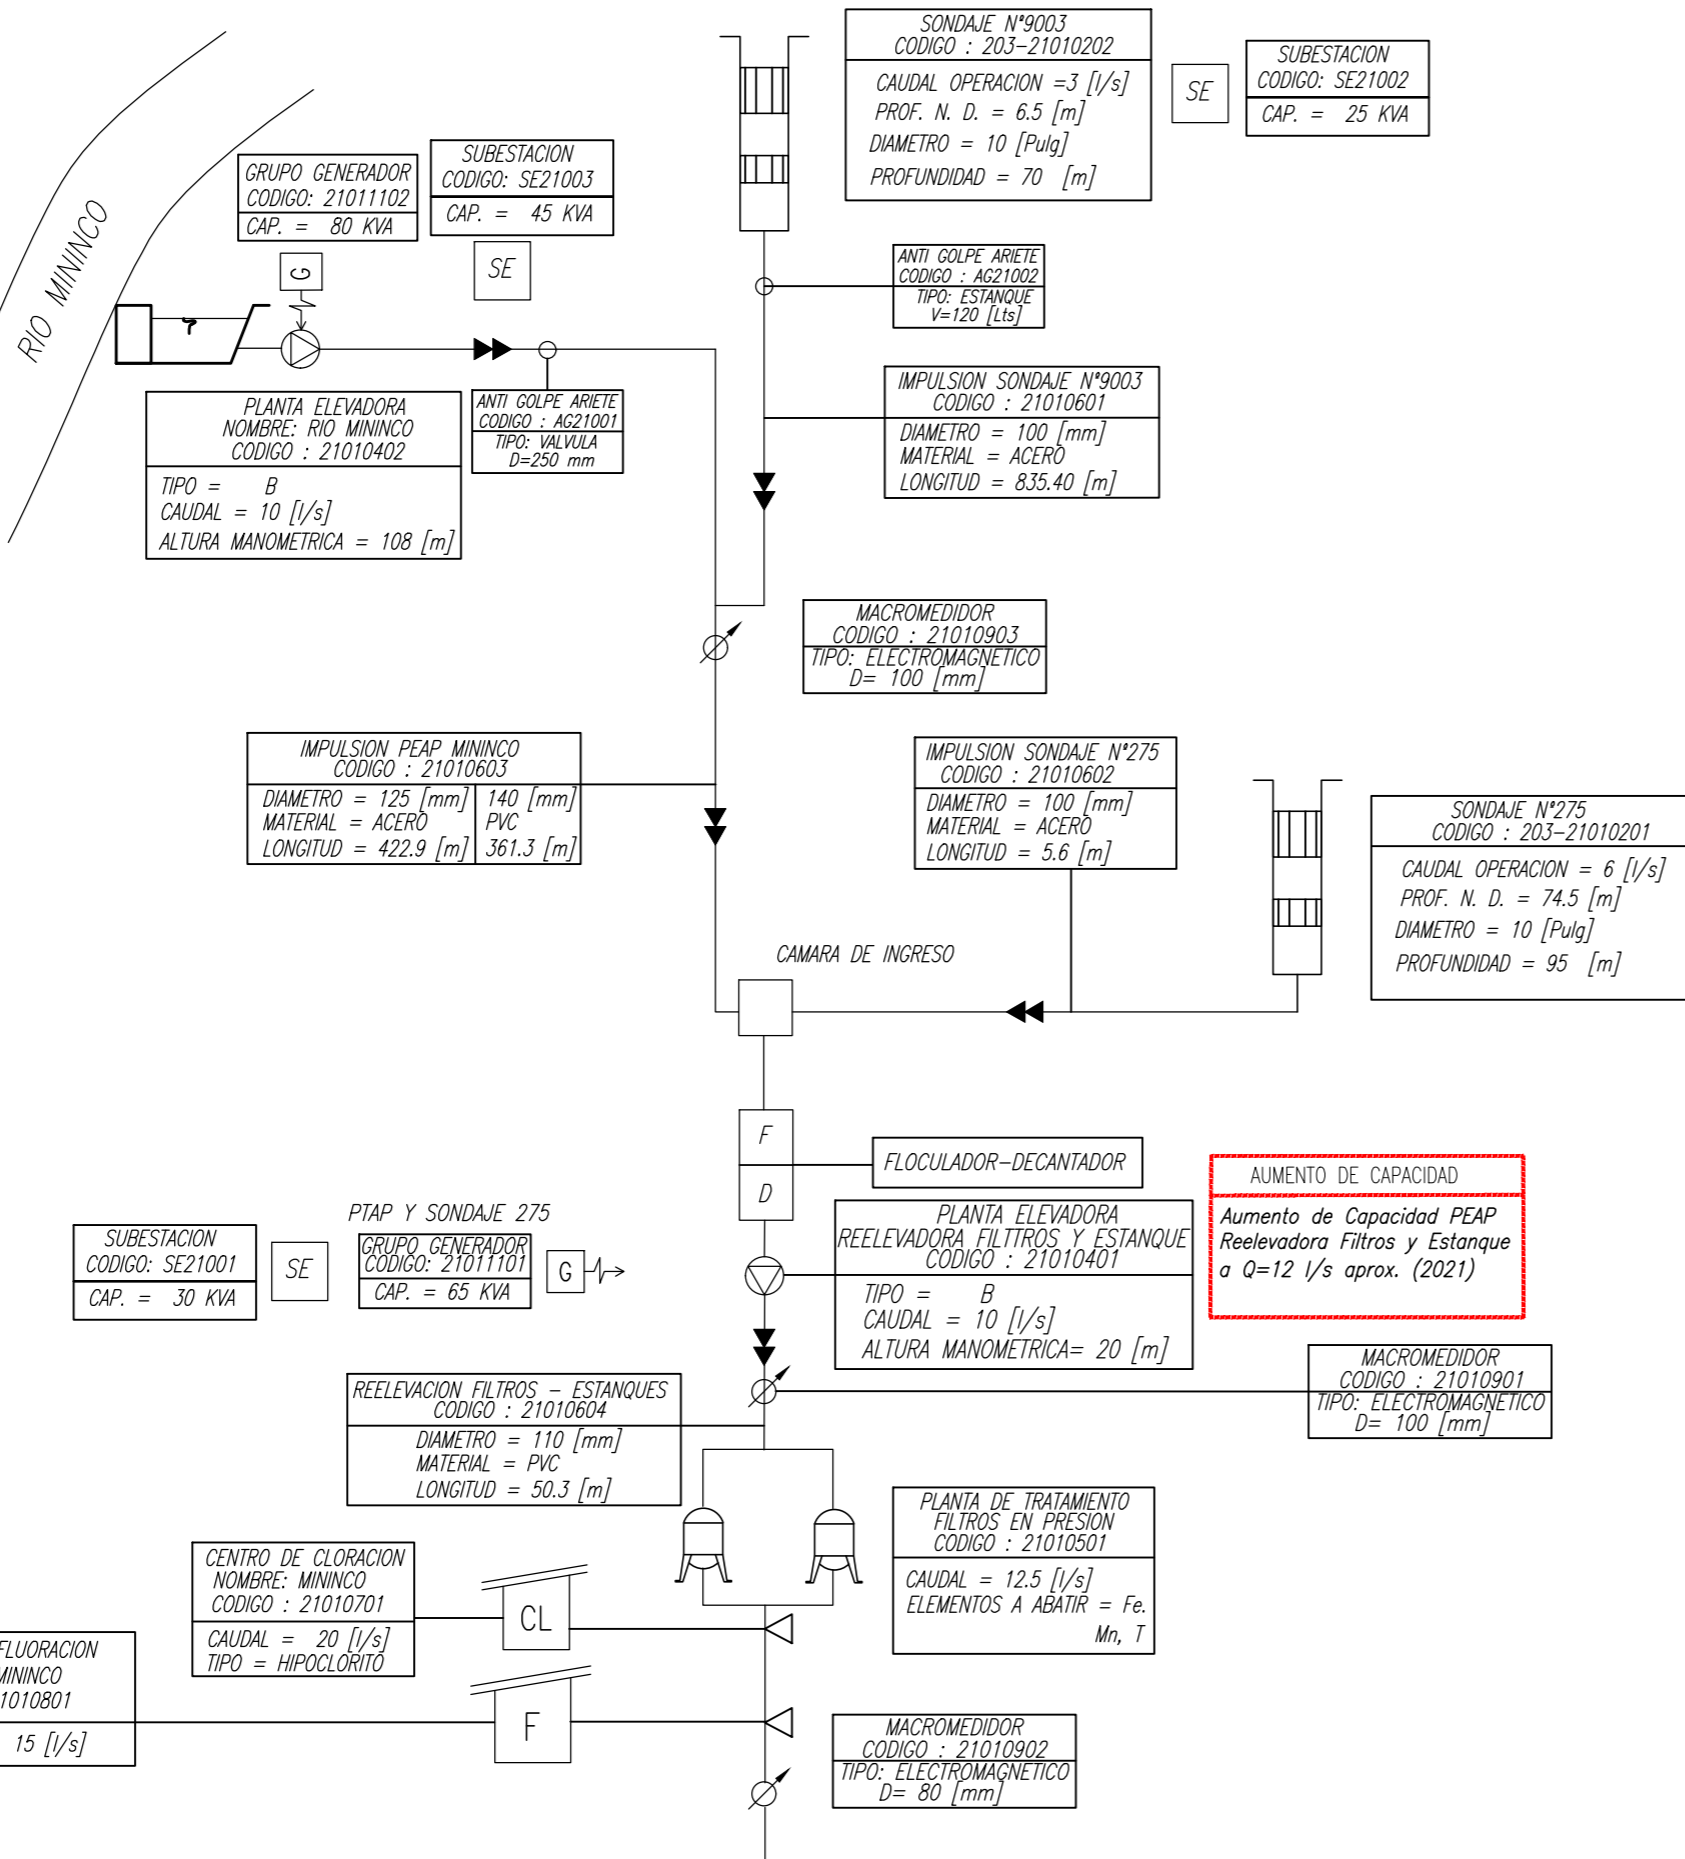 SONDAJE N°9003
CODIGO : 203-21010202
CAUDAL OPERACION =3 [l/s]
PROF. N. D. = 6.5 [m]
DIAMETRO = 10 [Pulg]
PROFUNDIDAD = 70 [m]
SE
SUBESTACION
CODIGO: SE21002
CAP. = 25 KVA
RIO MININCO
GRUPO GENERADOR
CODIGO: 21011102
CAP. = 80 KVA
G
SUBESTACION
CODIGO: SE21003
CAP. = 45 KVA
SE
ANTI GOLPE ARIETE
CODIGO : AG21002
TIPO: ESTANQUE
V=120 [Lts]
PLANTA ELEVADORA
NOMBRE: RIO MININCO
CODIGO : 21010402
TIPO = B
CAUDAL = 10 [l/s]
ALTURA MANOMETRICA = 108 [m]
ANTI GOLPE ARIETE
CODIGO : AG21001
TIPO: VALVULA
D=250 mm
IMPULSION SONDAJE N°9003
CODIGO : 21010601
DIAMETRO = 100 [mm]
MATERIAL = ACERO
LONGITUD = 835.40 [m]
MACROMEDIDOR
CODIGO : 21010903
TIPO: ELECTROMAGNETICO
D= 100 [mm]
IMPULSION PEAP MININCO
CODIGO : 21010603
DIAMETRO = 125 [mm] 140 [mm]
MATERIAL = ACERO PVC
LONGITUD = 422.9 [m] 361.3 [m]
IMPULSION SONDAJE N°275
CODIGO : 21010602
DIAMETRO = 100 [mm]
MATERIAL = ACERO
LONGITUD = 5.6 [m]
SONDAJE N°275
CODIGO : 203-21010201
CAUDAL OPERACION = 6 [l/s]
PROF. N. D. = 74.5 [m]
DIAMETRO = 10 [Pulg]
PROFUNDIDAD = 95 [m]
CAMARA DE INGRESO
F
D
FLOCULADOR-DECANTADOR
AUMENTO DE CAPACIDAD
Aumento de Capacidad PEAP
Reelevadora Filtros y Estanque
a Q=12 l/s aprox. (2021)
SUBESTACION
CODIGO: SE21001
CAP. = 30 KVA
SE
PTAP Y SONDAJE 275
GRUPO GENERADOR
CODIGO: 21011101
CAP. = 65 KVA
G
PLANTA ELEVADORA
REELEVADORA FILTTROS Y ESTANQUE
CODIGO : 21010401
TIPO = B
CAUDAL = 10 [l/s]
ALTURA MANOMETRICA= 20 [m]
MACROMEDIDOR
CODIGO : 21010901
TIPO: ELECTROMAGNETICO
D= 100 [mm]
REELEVACION FILTROS - ESTANQUES
CODIGO : 21010604
DIAMETRO = 110 [mm]
MATERIAL = PVC
LONGITUD = 50.3 [m]
PLANTA DE TRATAMIENTO
FILTROS EN PRESION
CODIGO : 21010501
CAUDAL = 12.5 [l/s]
ELEMENTOS A ABATIR = Fe.
Mn, T
CENTRO DE CLORACION
NOMBRE: MININCO
CODIGO : 21010701
CAUDAL = 20 [l/s]
TIPO = HIPOCLORITO
CL
FLUORACION
MININCO
1010801
15 [l/s]
F
MACROMEDIDOR
CODIGO : 21010902
TIPO: ELECTROMAGNETICO
D= 80 [mm]